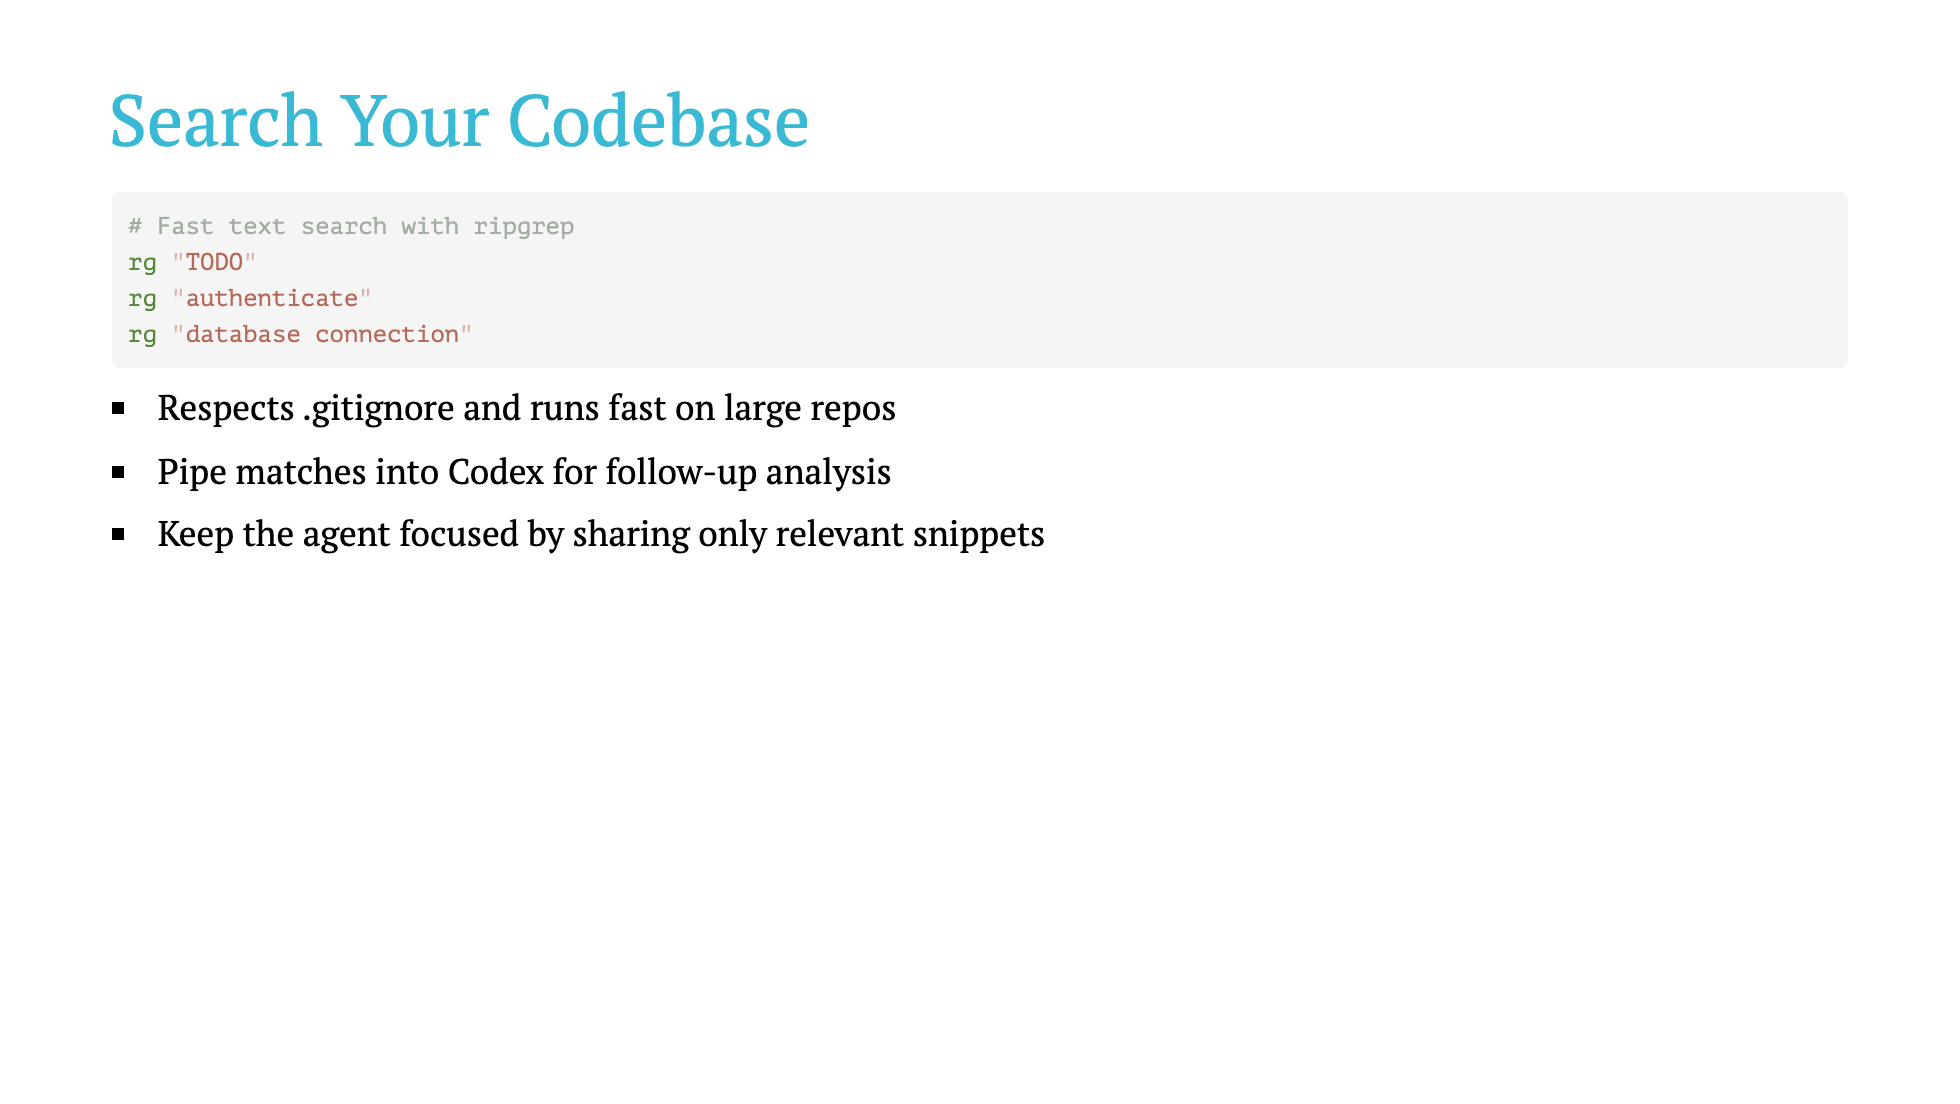 Search Your Codebase
# Fast text search with ripgrep
rg "TODO"
rg "authenticate"
rg "database connection"
Respects .gitignore and runs fast on large repos
Pipe matches into Codex for follow-up analysis
Keep the agent focused by sharing only relevant snippets